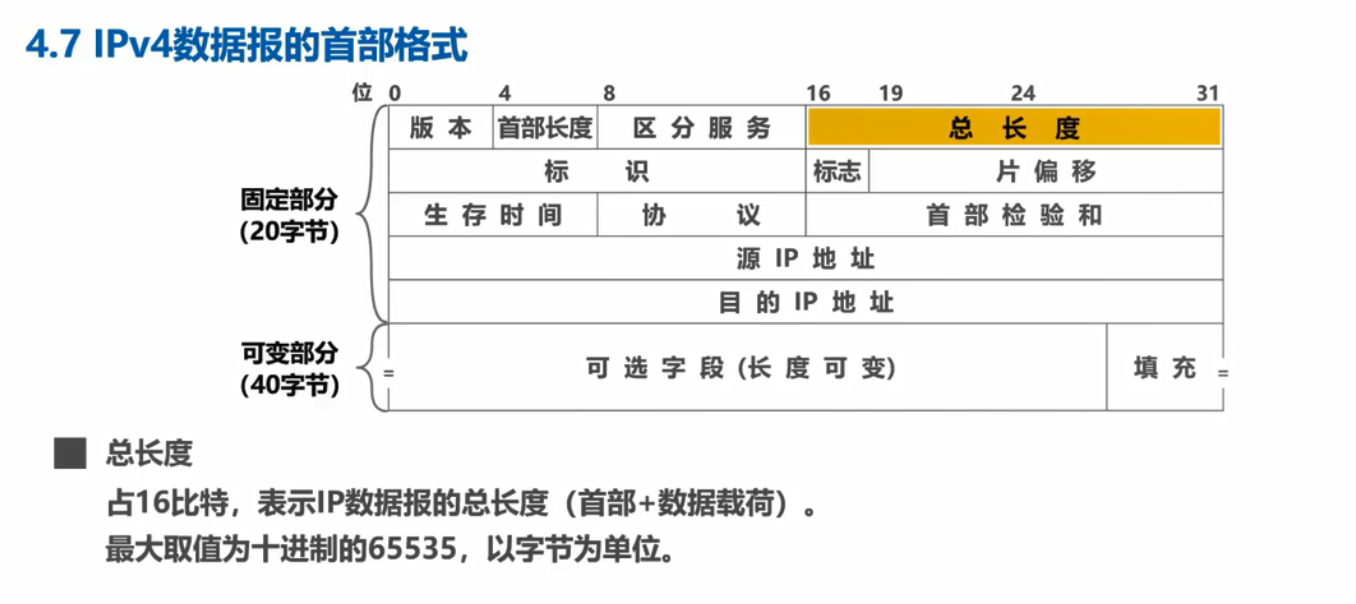 4.7 IPv4数据报的首部格式
位 0 4 8 16 19 24 31
版本 首部长度 区分服务 总长度
标识 标志 片偏移
固定部分
(20字节)
生存时间 协议 首部检验和
源 IP 地址
目的 IP 地址
可变部分
(40字节)
可选字段 (长度可变) 填充
总长度
占16比特，表示IP数据报的总长度（首部+数据载荷）。
最大取值为十进制的65535，以字节为单位。